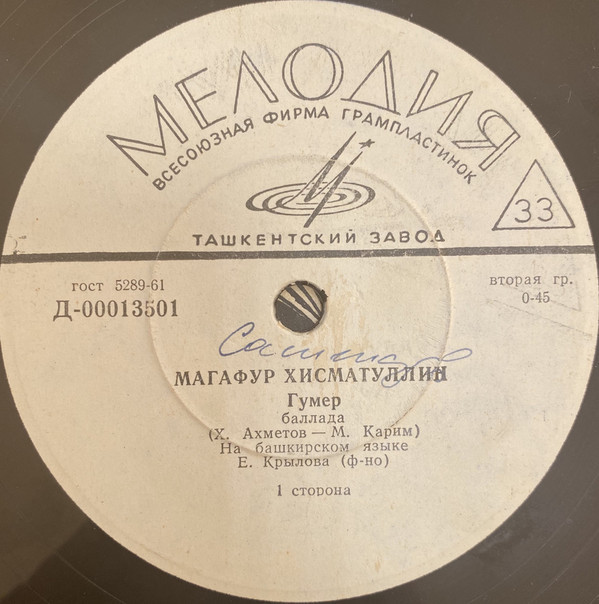 МЕЛОДИЯ
ВСЕСОЮЗНАЯ ФИРМА ГРАМПЛАСТИНОК
33
ТАШКЕНТСКИЙ ЗАВОД
гост 5289-61
Д-00013501
вторая гр.
0-45
МАГАФУР ХИСМАТУЛЛИН
Гумер
баллада
(Х. Ахметов — М. Карим)
На башкирском языке
Е. Крылова (ф-но)
1 сторона